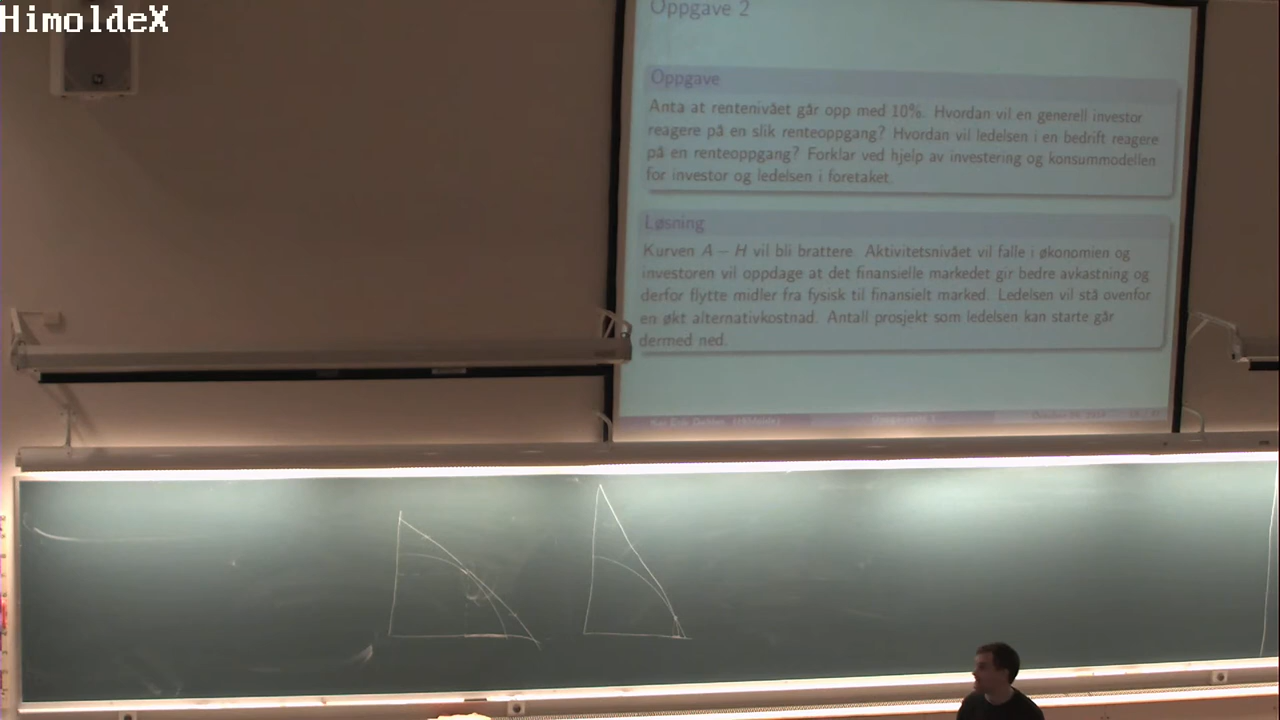 HimoldeX
Oppgave 2
Oppgave
Anta at rentenivået går opp med 10%. Hvordan vil en generell investor
reagere på en slik renteoppgang? Hvordan vil ledelsen i en bedrift reagere
på en renteoppgang? Forklar ved hjelp av investering og konsummodellen
for investor og ledelsen i foretaket.
Løsning
Kurven A – H vil bli brattere. Aktivitetsnivået vil falle i økonomien og
investoren vil oppdage at det finansielle markedet gir bedre avkastning og
derfor flytte midler fra fysisk til finansielt marked. Ledelsen vil stå ovenfor
en økt alternativkostnad. Antall prosjekt som ledelsen kan starte går
dermed ned.